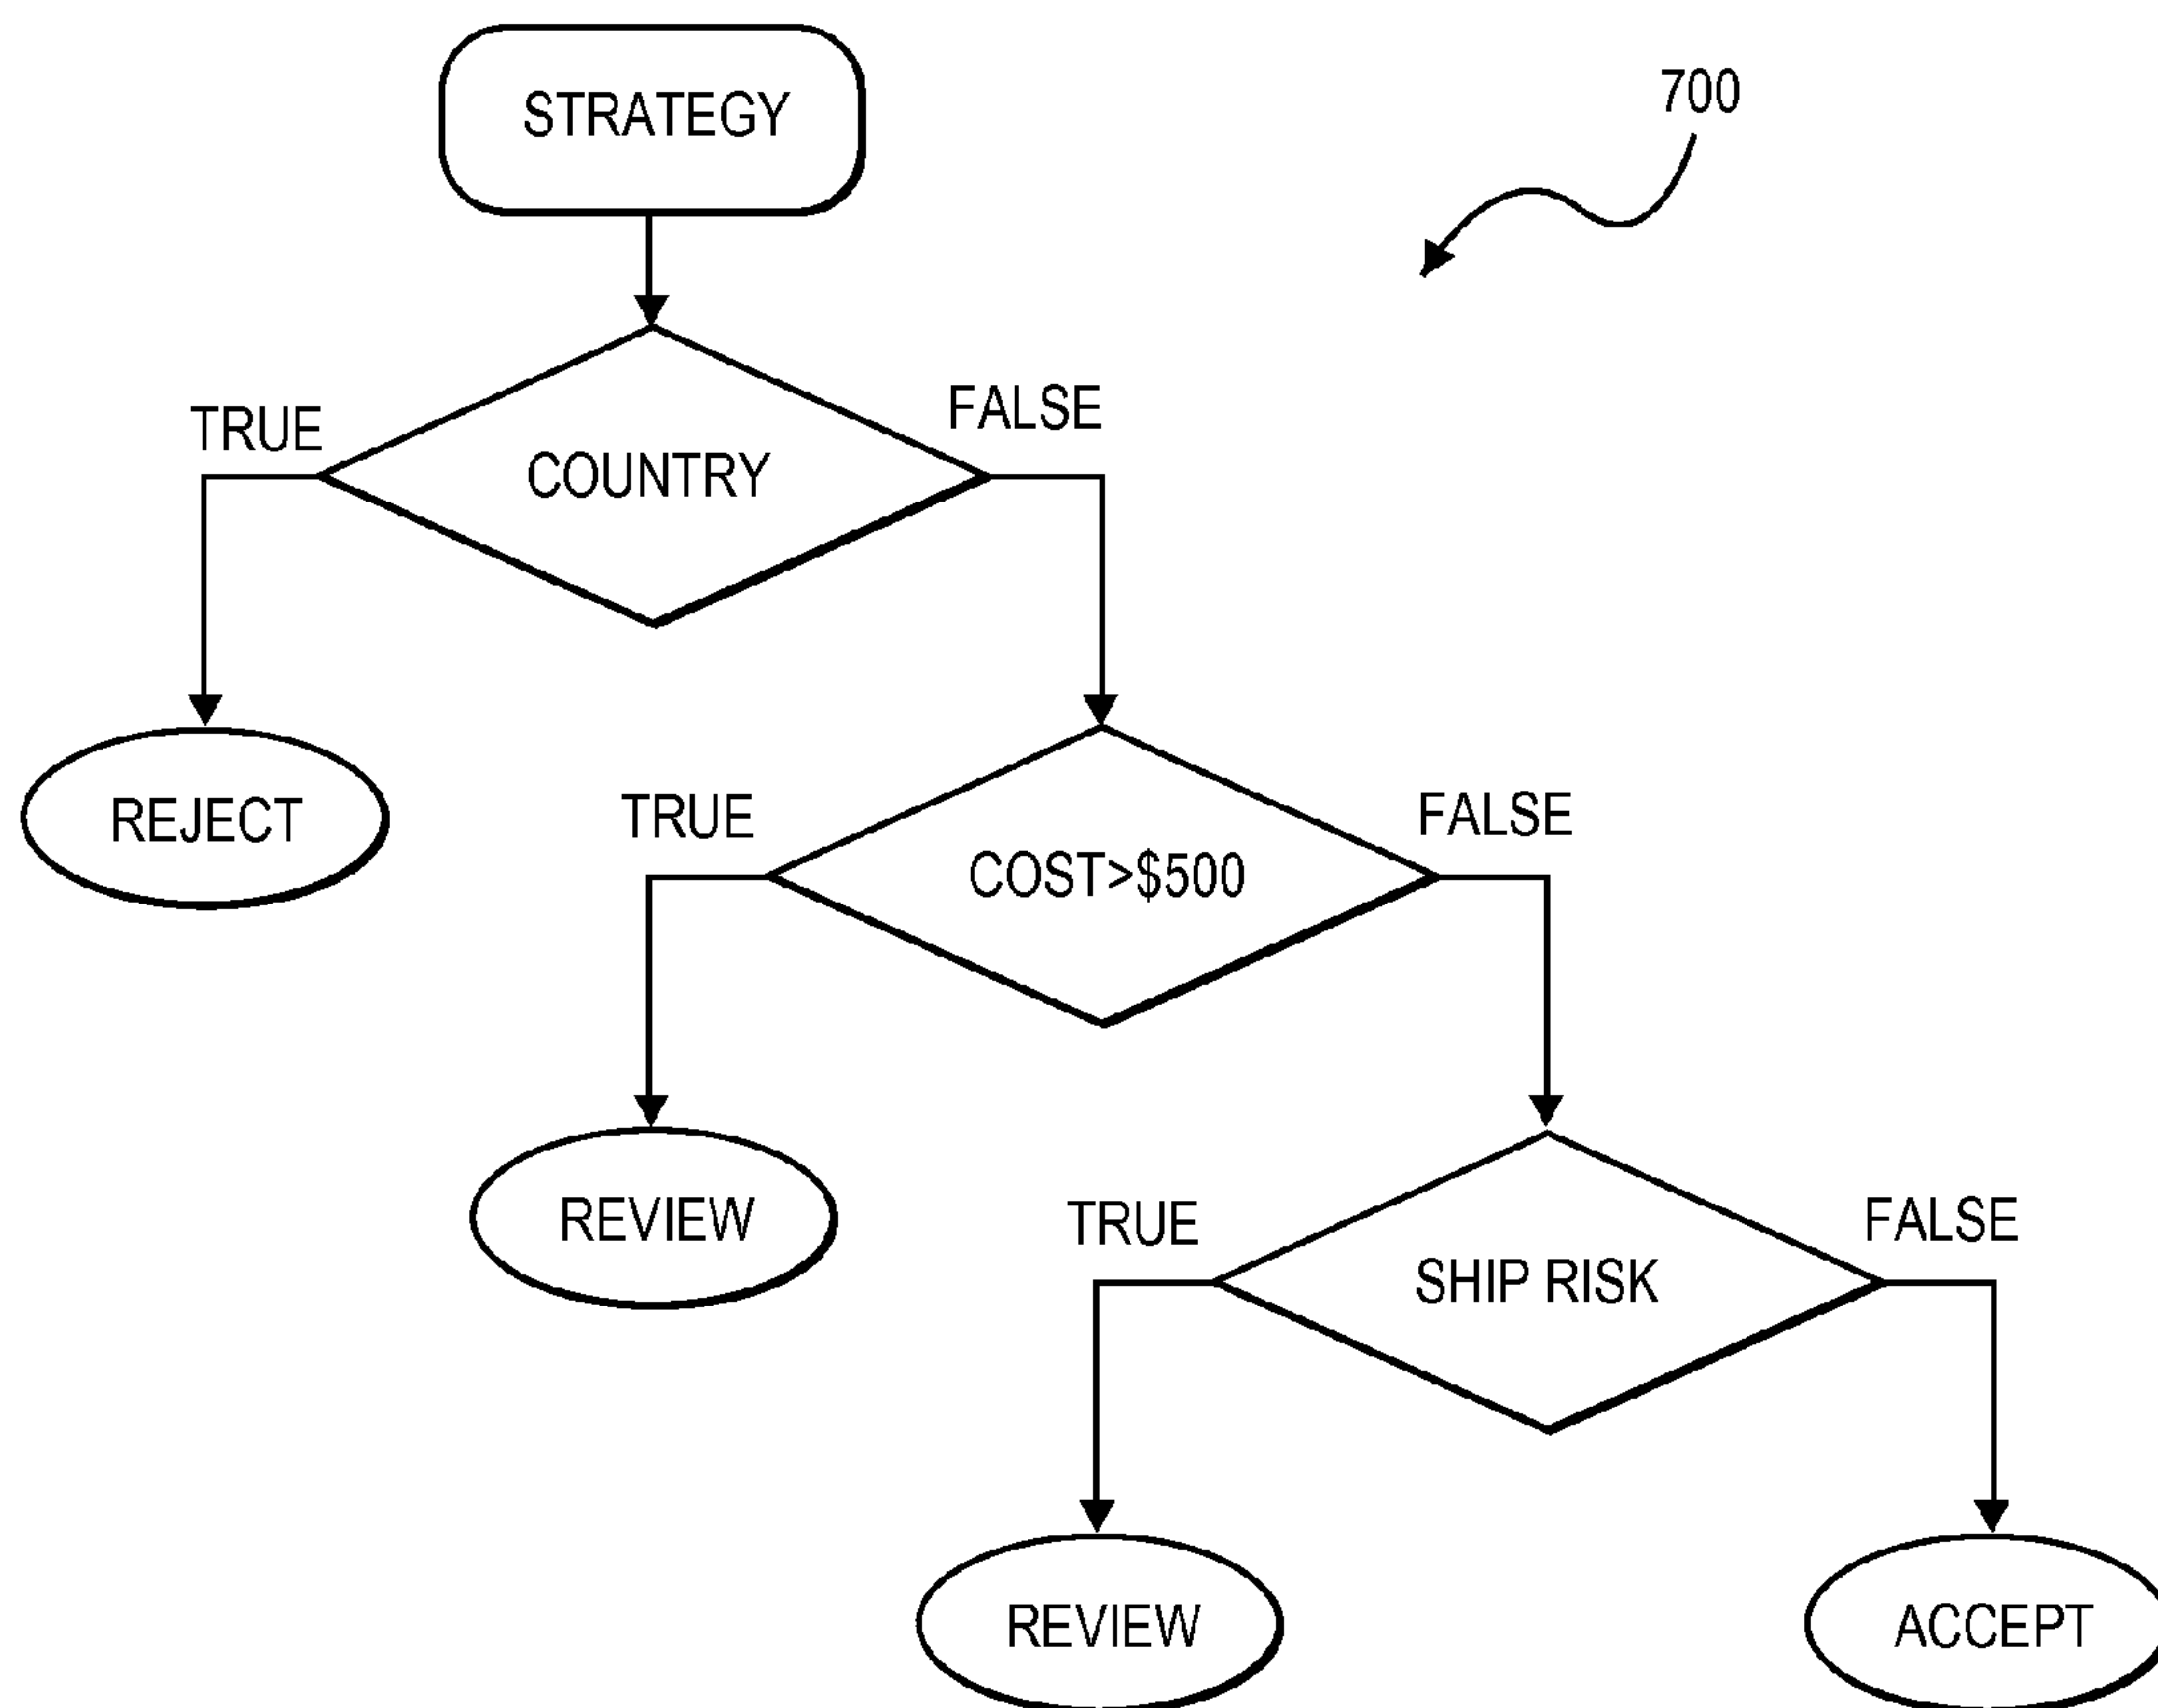 STRATEGY
700
TRUE
FALSE
COUNTRY
REJECT
TRUE
FALSE
COST>$500
REVIEW
TRUE
FALSE
SHIP RISK
REVIEW
ACCEPT